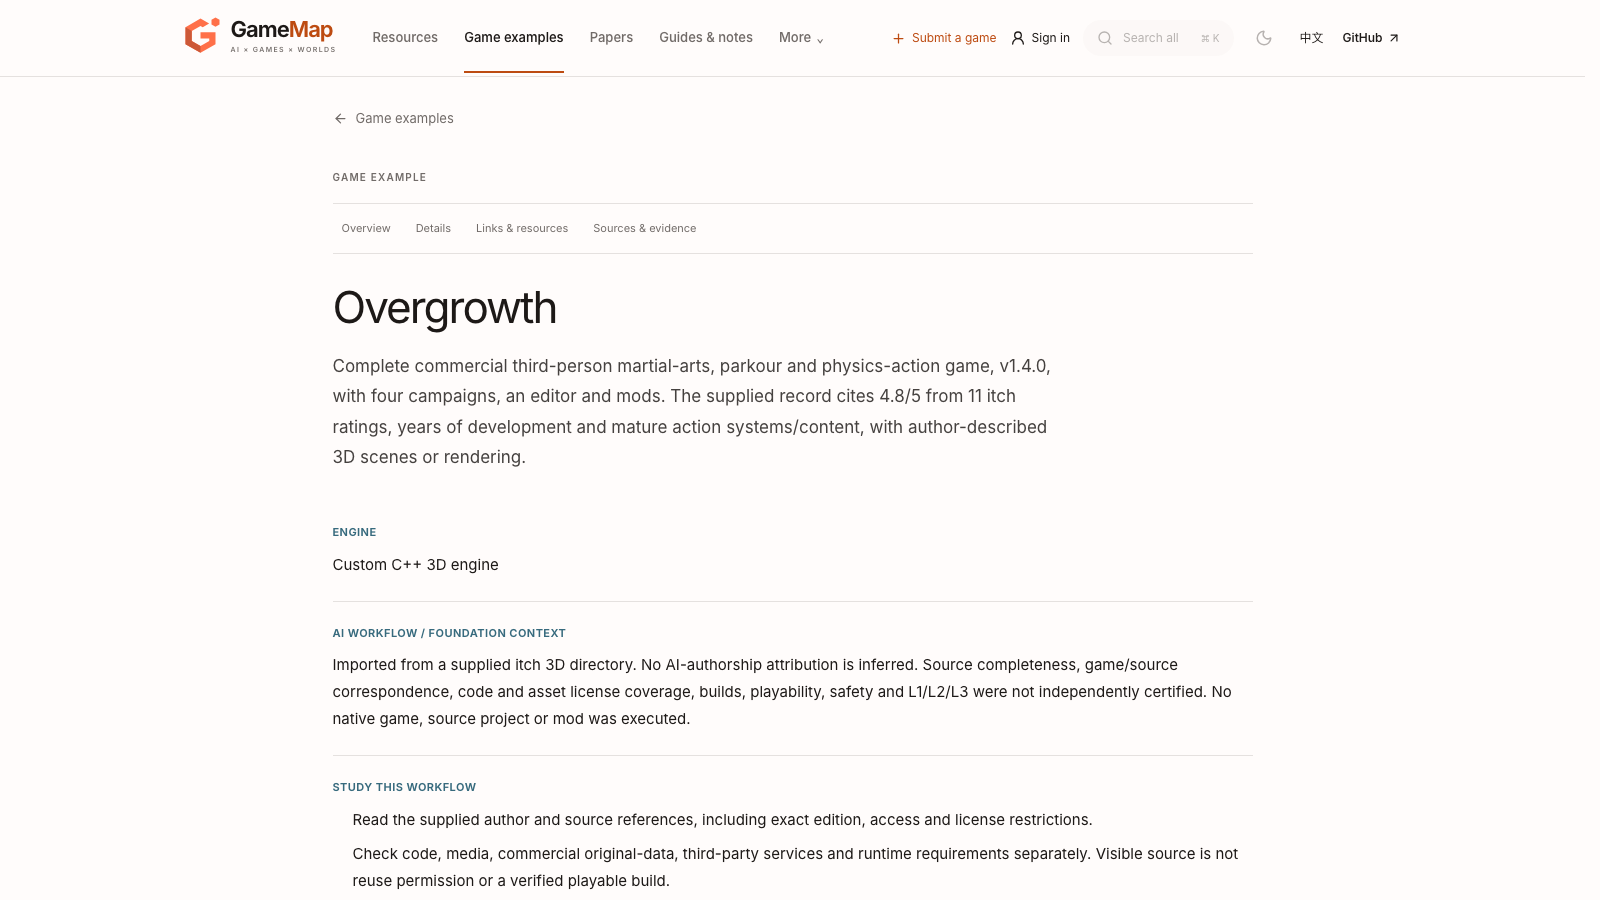 GameMap
AI × GAMES × WORLDS
Resources
Game examples
Papers
Guides & notes
More
Submit a game
Sign in
Search all
⌘ K
中文
GitHub
Game examples
GAME EXAMPLE
Overview
Details
Links & resources
Sources & evidence
Overgrowth
Complete commercial third-person martial-arts, parkour and physics-action game, v1.4.0,
with four campaigns, an editor and mods. The supplied record cites 4.8/5 from 11 itch
ratings, years of development and mature action systems/content, with author-described
3D scenes or rendering.
ENGINE
Custom C++ 3D engine
AI WORKFLOW / FOUNDATION CONTEXT
Imported from a supplied itch 3D directory. No AI-authorship attribution is inferred. Source completeness, game/source
correspondence, code and asset license coverage, builds, playability, safety and L1/L2/L3 were not independently certified. No
native game, source project or mod was executed.
STUDY THIS WORKFLOW
Read the supplied author and source references, including exact edition, access and license restrictions.
Check code, media, commercial original-data, third-party services and runtime requirements separately. Visible source is not
reuse permission or a verified playable build.